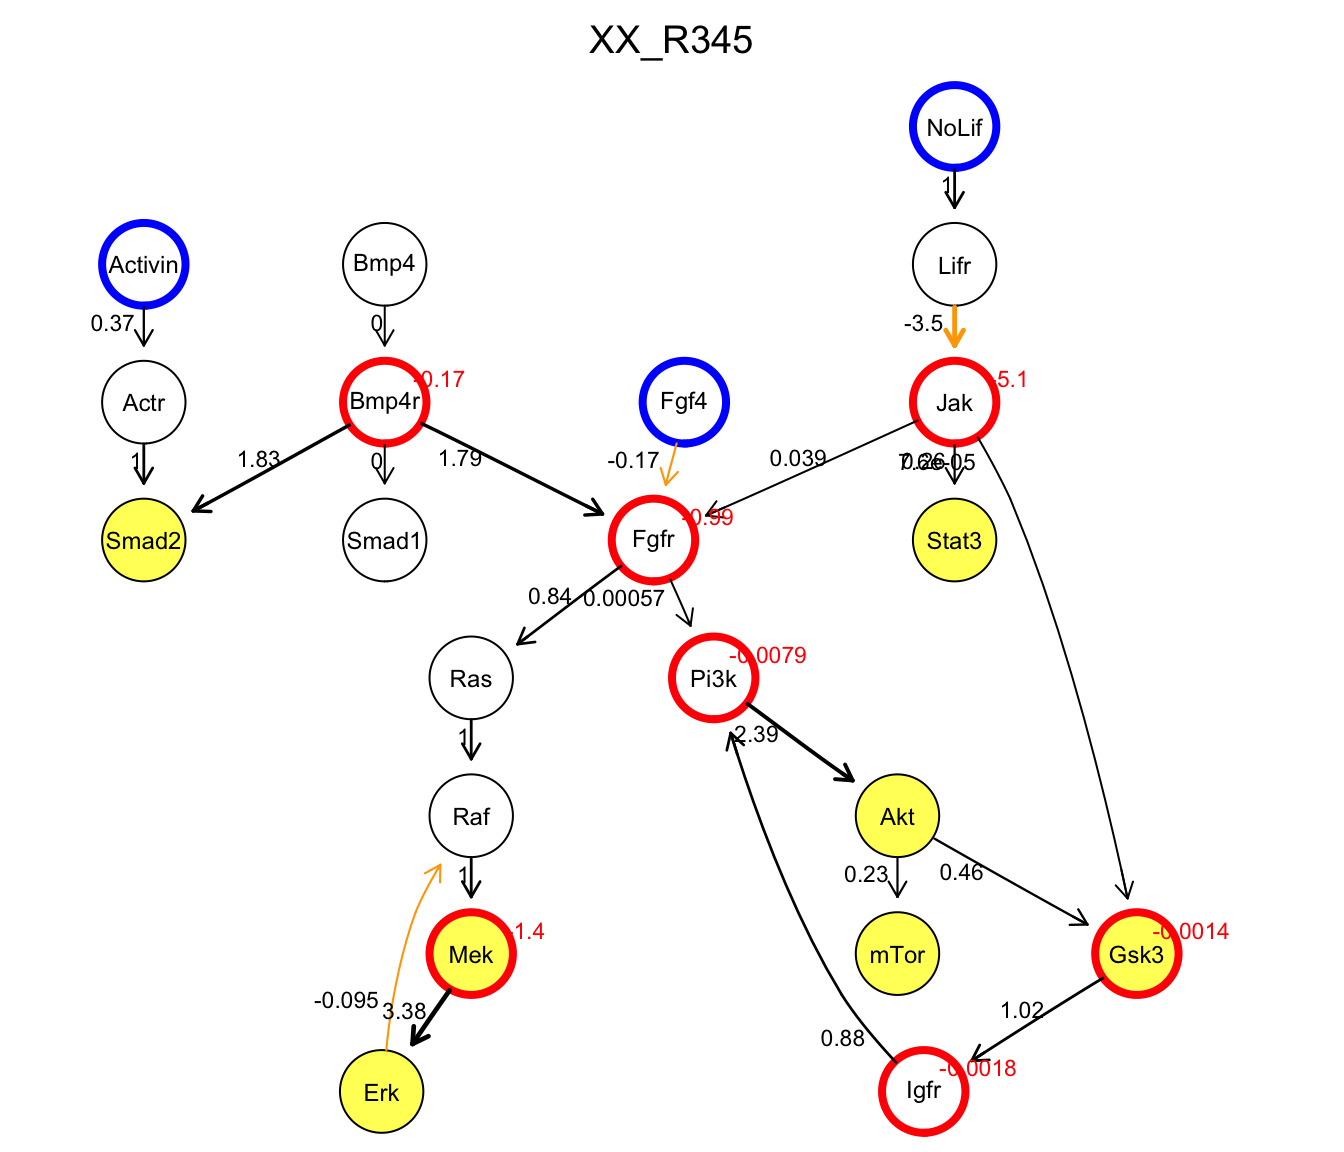 XX_R345
NoLif
1
Activin
Bmp4
Lifr
0.37
0
-3.5
-0.17
-5.1
Actr
Bmp4r
Fgf4
Jak
1
1.83
0
1.79
-0.17
0.039
0.26
7.6e-05
-0.99
Smad2
Smad1
Fgfr
Stat3
0.84
0.00057
-0.0079
Ras
Pi3k
1
2.39
Raf
Akt
1
0.23
0.46
-1.4
-0.0014
Mek
mTor
Gsk3
-0.095
3.38
1.02
0.88
-0.0018
Erk
Igfr